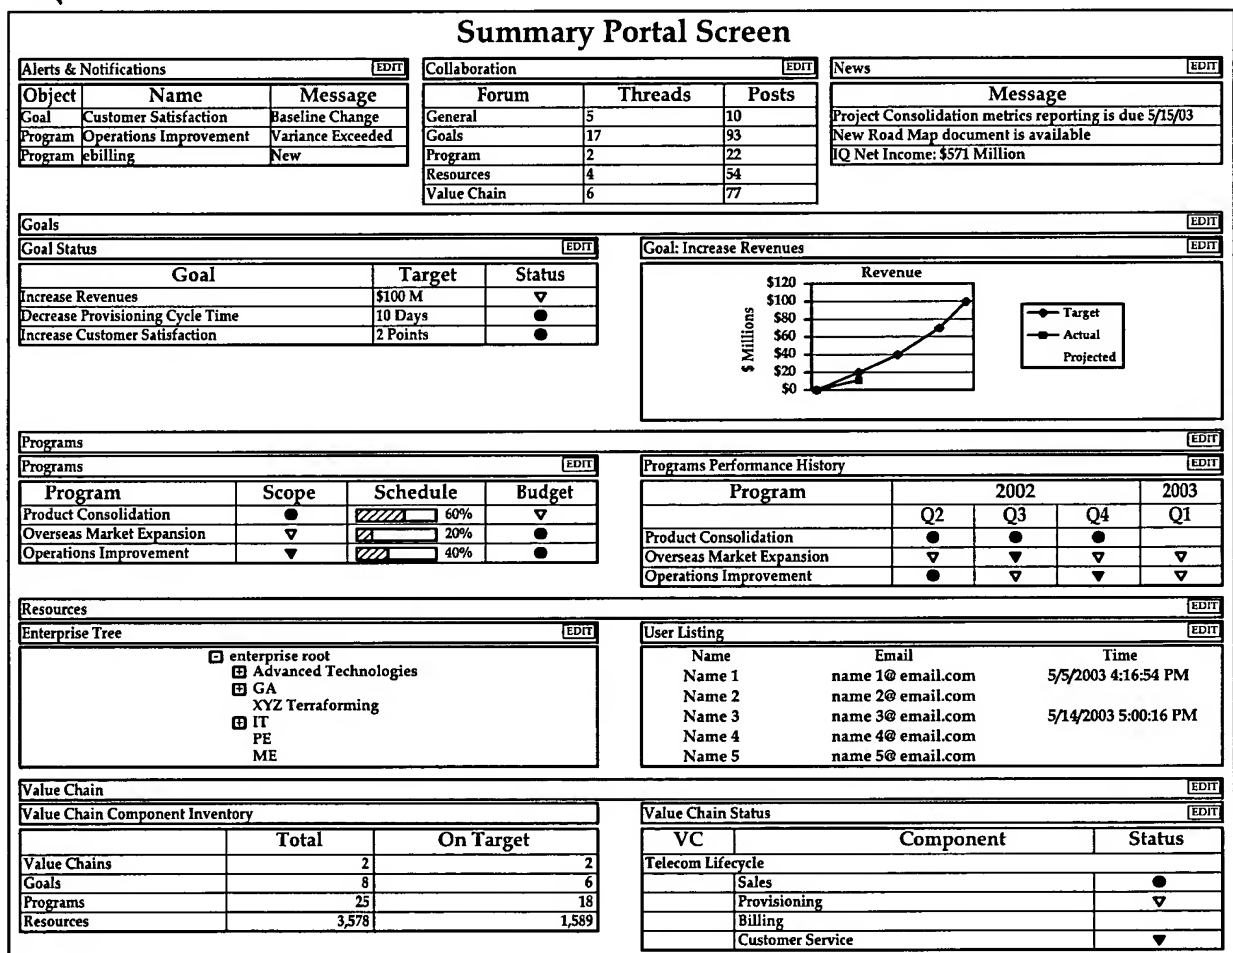 Summary Portal Screen
Alerts & Notifications EDIT
Object Name Message
Goal Customer Satisfaction Baseline Change
Program Operations Improvement Variance Exceeded
Program ebilling New
Collaboration EDIT
Forum Threads Posts
General 5 10
Goals 17 93
Program 2 22
Resources 4 54
Value Chain 6 77
News EDIT
Message
Project Consolidation metrics reporting is due 5/15/03
New Road Map document is available
IQ Net Income: $571 Million
Goals EDIT
Goal Status EDIT
Goal Target Status
Increase Revenues $100 M
Decrease Provisioning Cycle Time 10 Days
Increase Customer Satisfaction 2 Points
Goal: Increase Revenues EDIT
Revenue
$ Millions
$120
$100
$80
$60
$40
$20
$0
Target
Actual
Projected
Programs EDIT
Programs EDIT
Program Scope Schedule Budget
Product Consolidation 60%
Overseas Market Expansion 20%
Operations Improvement 40%
Programs Performance History EDIT
Program 2002 2003
Q2 Q3 Q4 Q1
Product Consolidation
Overseas Market Expansion
Operations Improvement
Resources EDIT
Enterprise Tree EDIT
enterprise root
Advanced Technologies
GA
XYZ Terraforming
IT
PE
ME
User Listing EDIT
Name Email Time
Name 1 name 1@ email.com 5/5/2003 4:16:54 PM
Name 2 name 2@ email.com
Name 3 name 3@ email.com 5/14/2003 5:00:16 PM
Name 4 name 4@ email.com
Name 5 name 5@ email.com
Value Chain EDIT
Value Chain Component Inventory
Total On Target
Value Chains 2 2
Goals 8 6
Programs 25 18
Resources 3,578 1,589
Value Chain Status EDIT
VC Component Status
Telecom Lifecycle
Sales
Provisioning
Billing
Customer Service